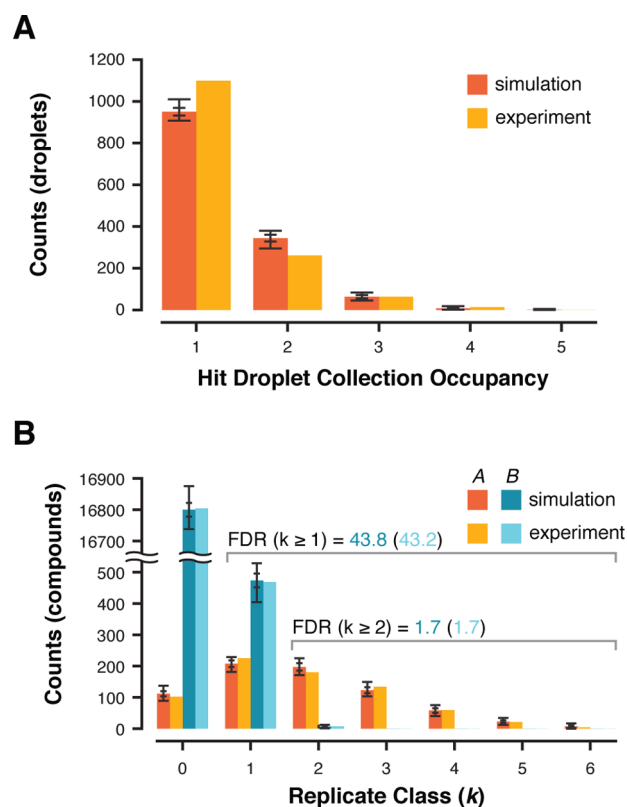 A
1200
1000
800
600
400
200
0
Counts (droplets)
simulation
experiment
1 2 3 4 5
Hit Droplet Collection Occupancy
B
16900
16800
16700
500
400
300
200
100
0
Counts (compounds)
A B
simulation
experiment
FDR (k ≥ 1) = 43.8 (43.2)
FDR (k ≥ 2) = 1.7 (1.7)
0 1 2 3 4 5 6
Replicate Class (k)